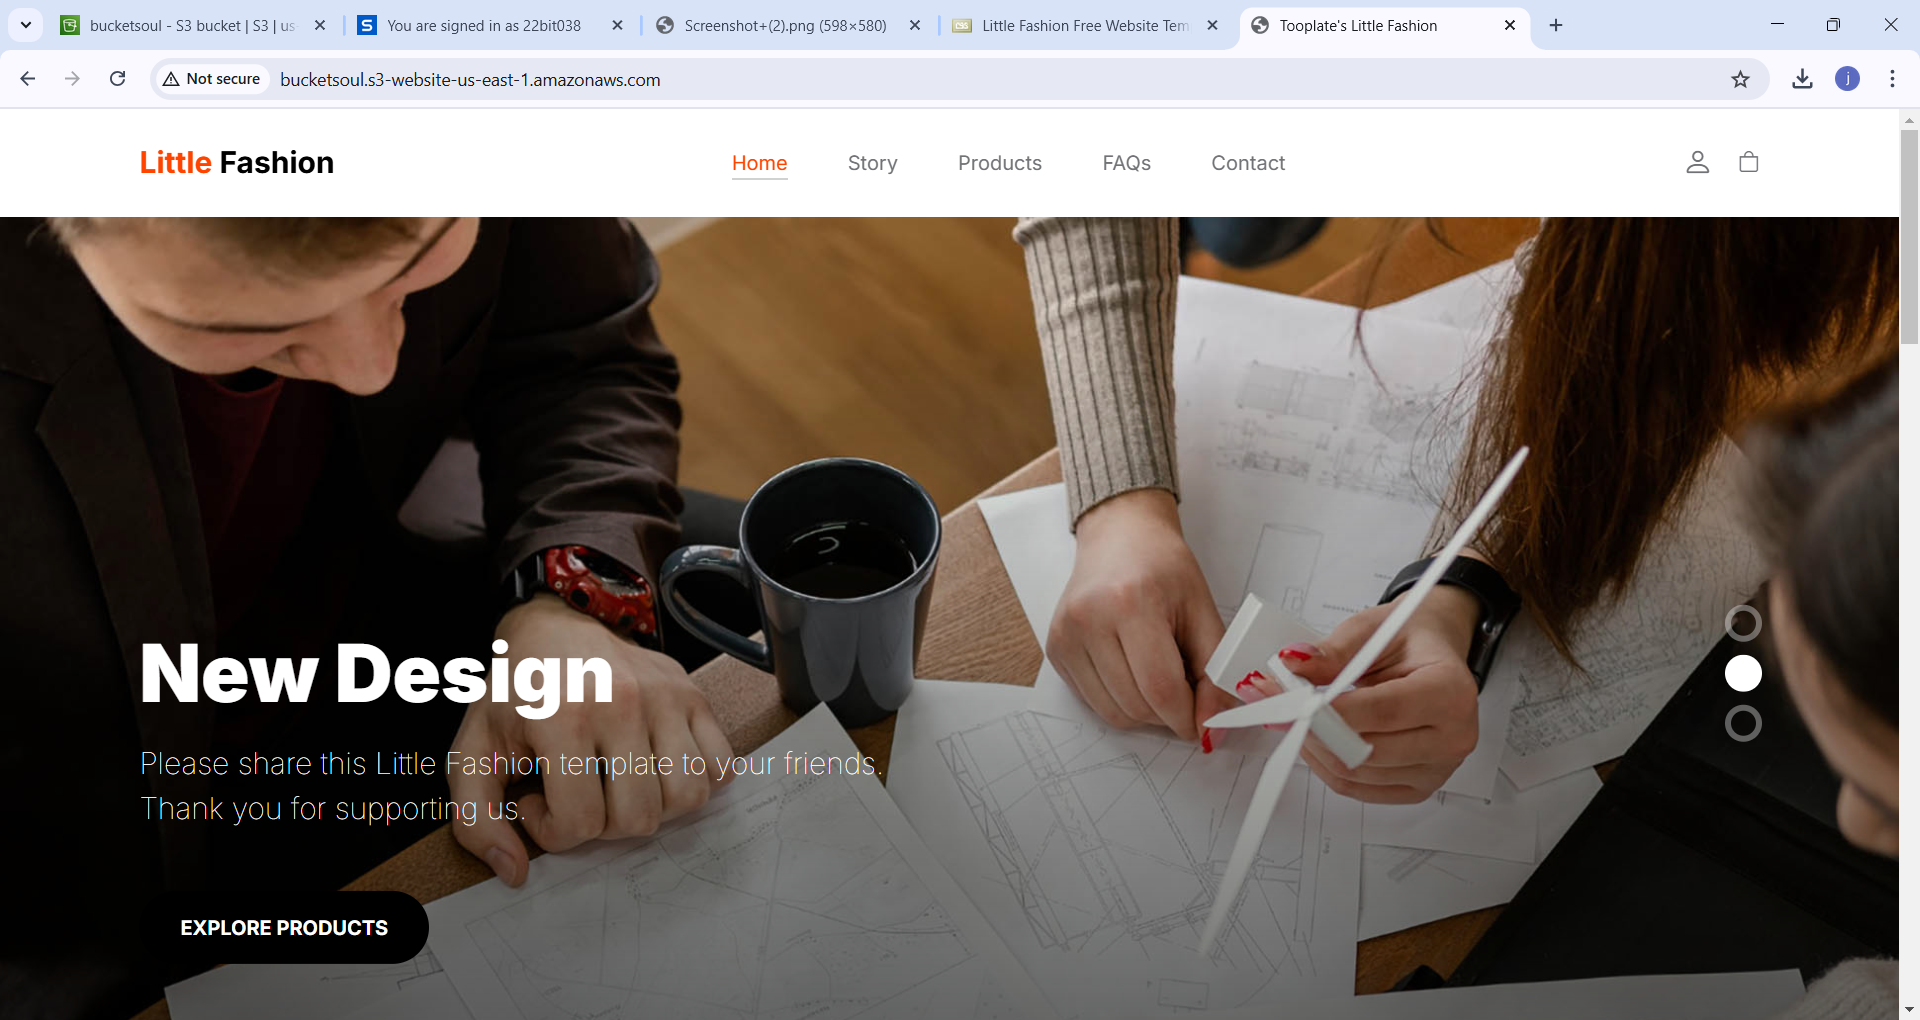 bucketsoul - S3 bucket | S3 | us-
You are signed in as 22bit038
Screenshot+(2).png (598×580)
Little Fashion Free Website Tem
Tooplate's Little Fashion
Not secure
bucketsoul.s3-website-us-east-1.amazonaws.com
j
Little Fashion
Home
Story
Products
FAQs
Contact
New Design
Please share this Little Fashion template to your friends.
Thank you for supporting us.
EXPLORE PRODUCTS